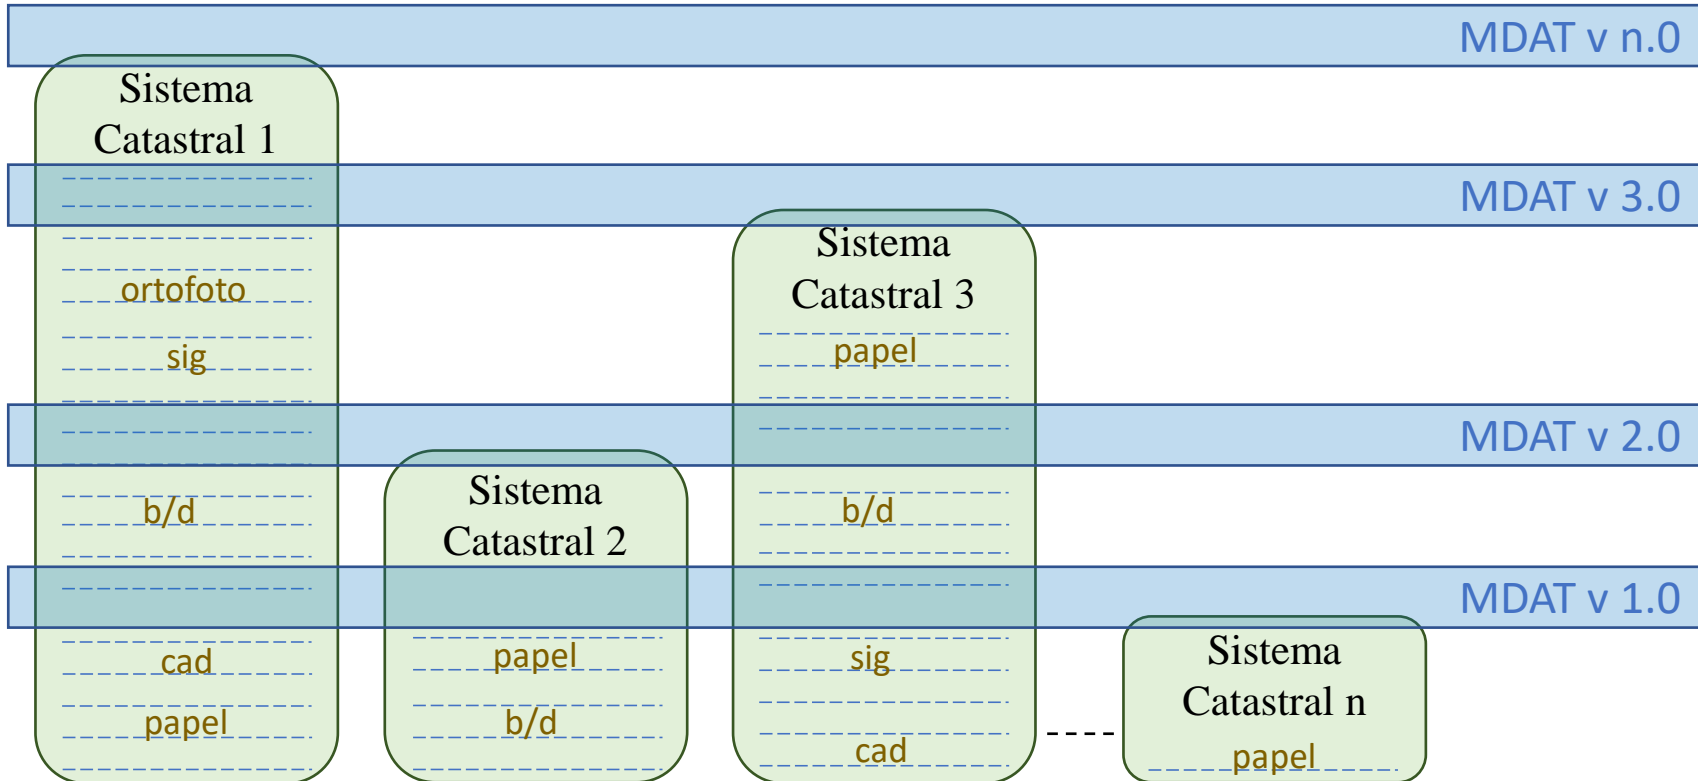 MDAT v n.0
Sistema
Catastral 1
MDAT v 3.0
ortofoto
sig
b/d
cad
papel
Sistema
Catastral 3
papel
b/d
sig
cad
MDAT v 2.0
Sistema
Catastral 2
papel
b/d
MDAT v 1.0
Sistema
Catastral n
papel